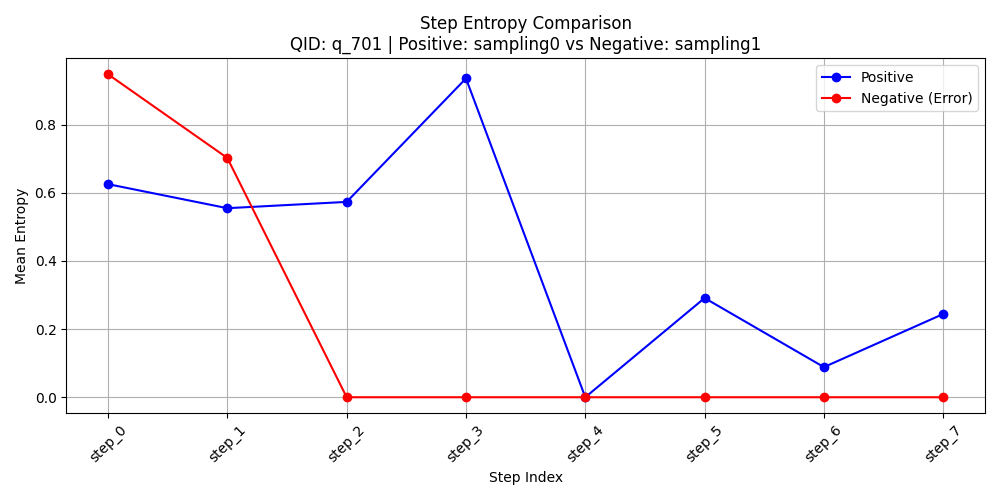 Step Entropy Comparison
QID: q_701 | Positive: sampling0 vs Negative: sampling1
Positive
Negative (Error)
Mean Entropy
0.8
0.6
0.4
0.2
0.0
step_0
step_1
step_2
step_3
step_4
step_5
step_6
step_7
Step Index